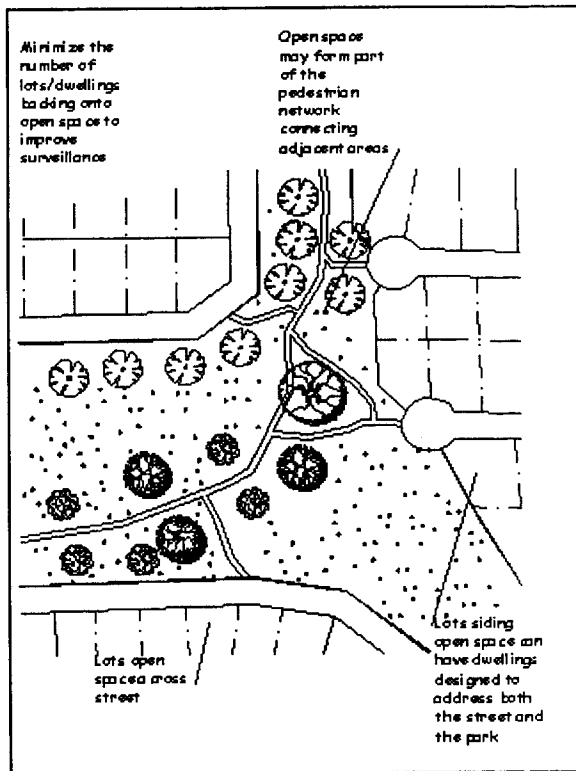 Minimize the
number of
lots/dwellings
backing onto
open space to
improve
surveillance
Open space
may form part
of the
pedestrian
network
connecting
adjacent areas
Lots open
space across
street
Lots siding
open space can
have dwellings
designed to
address both
the street and
the park